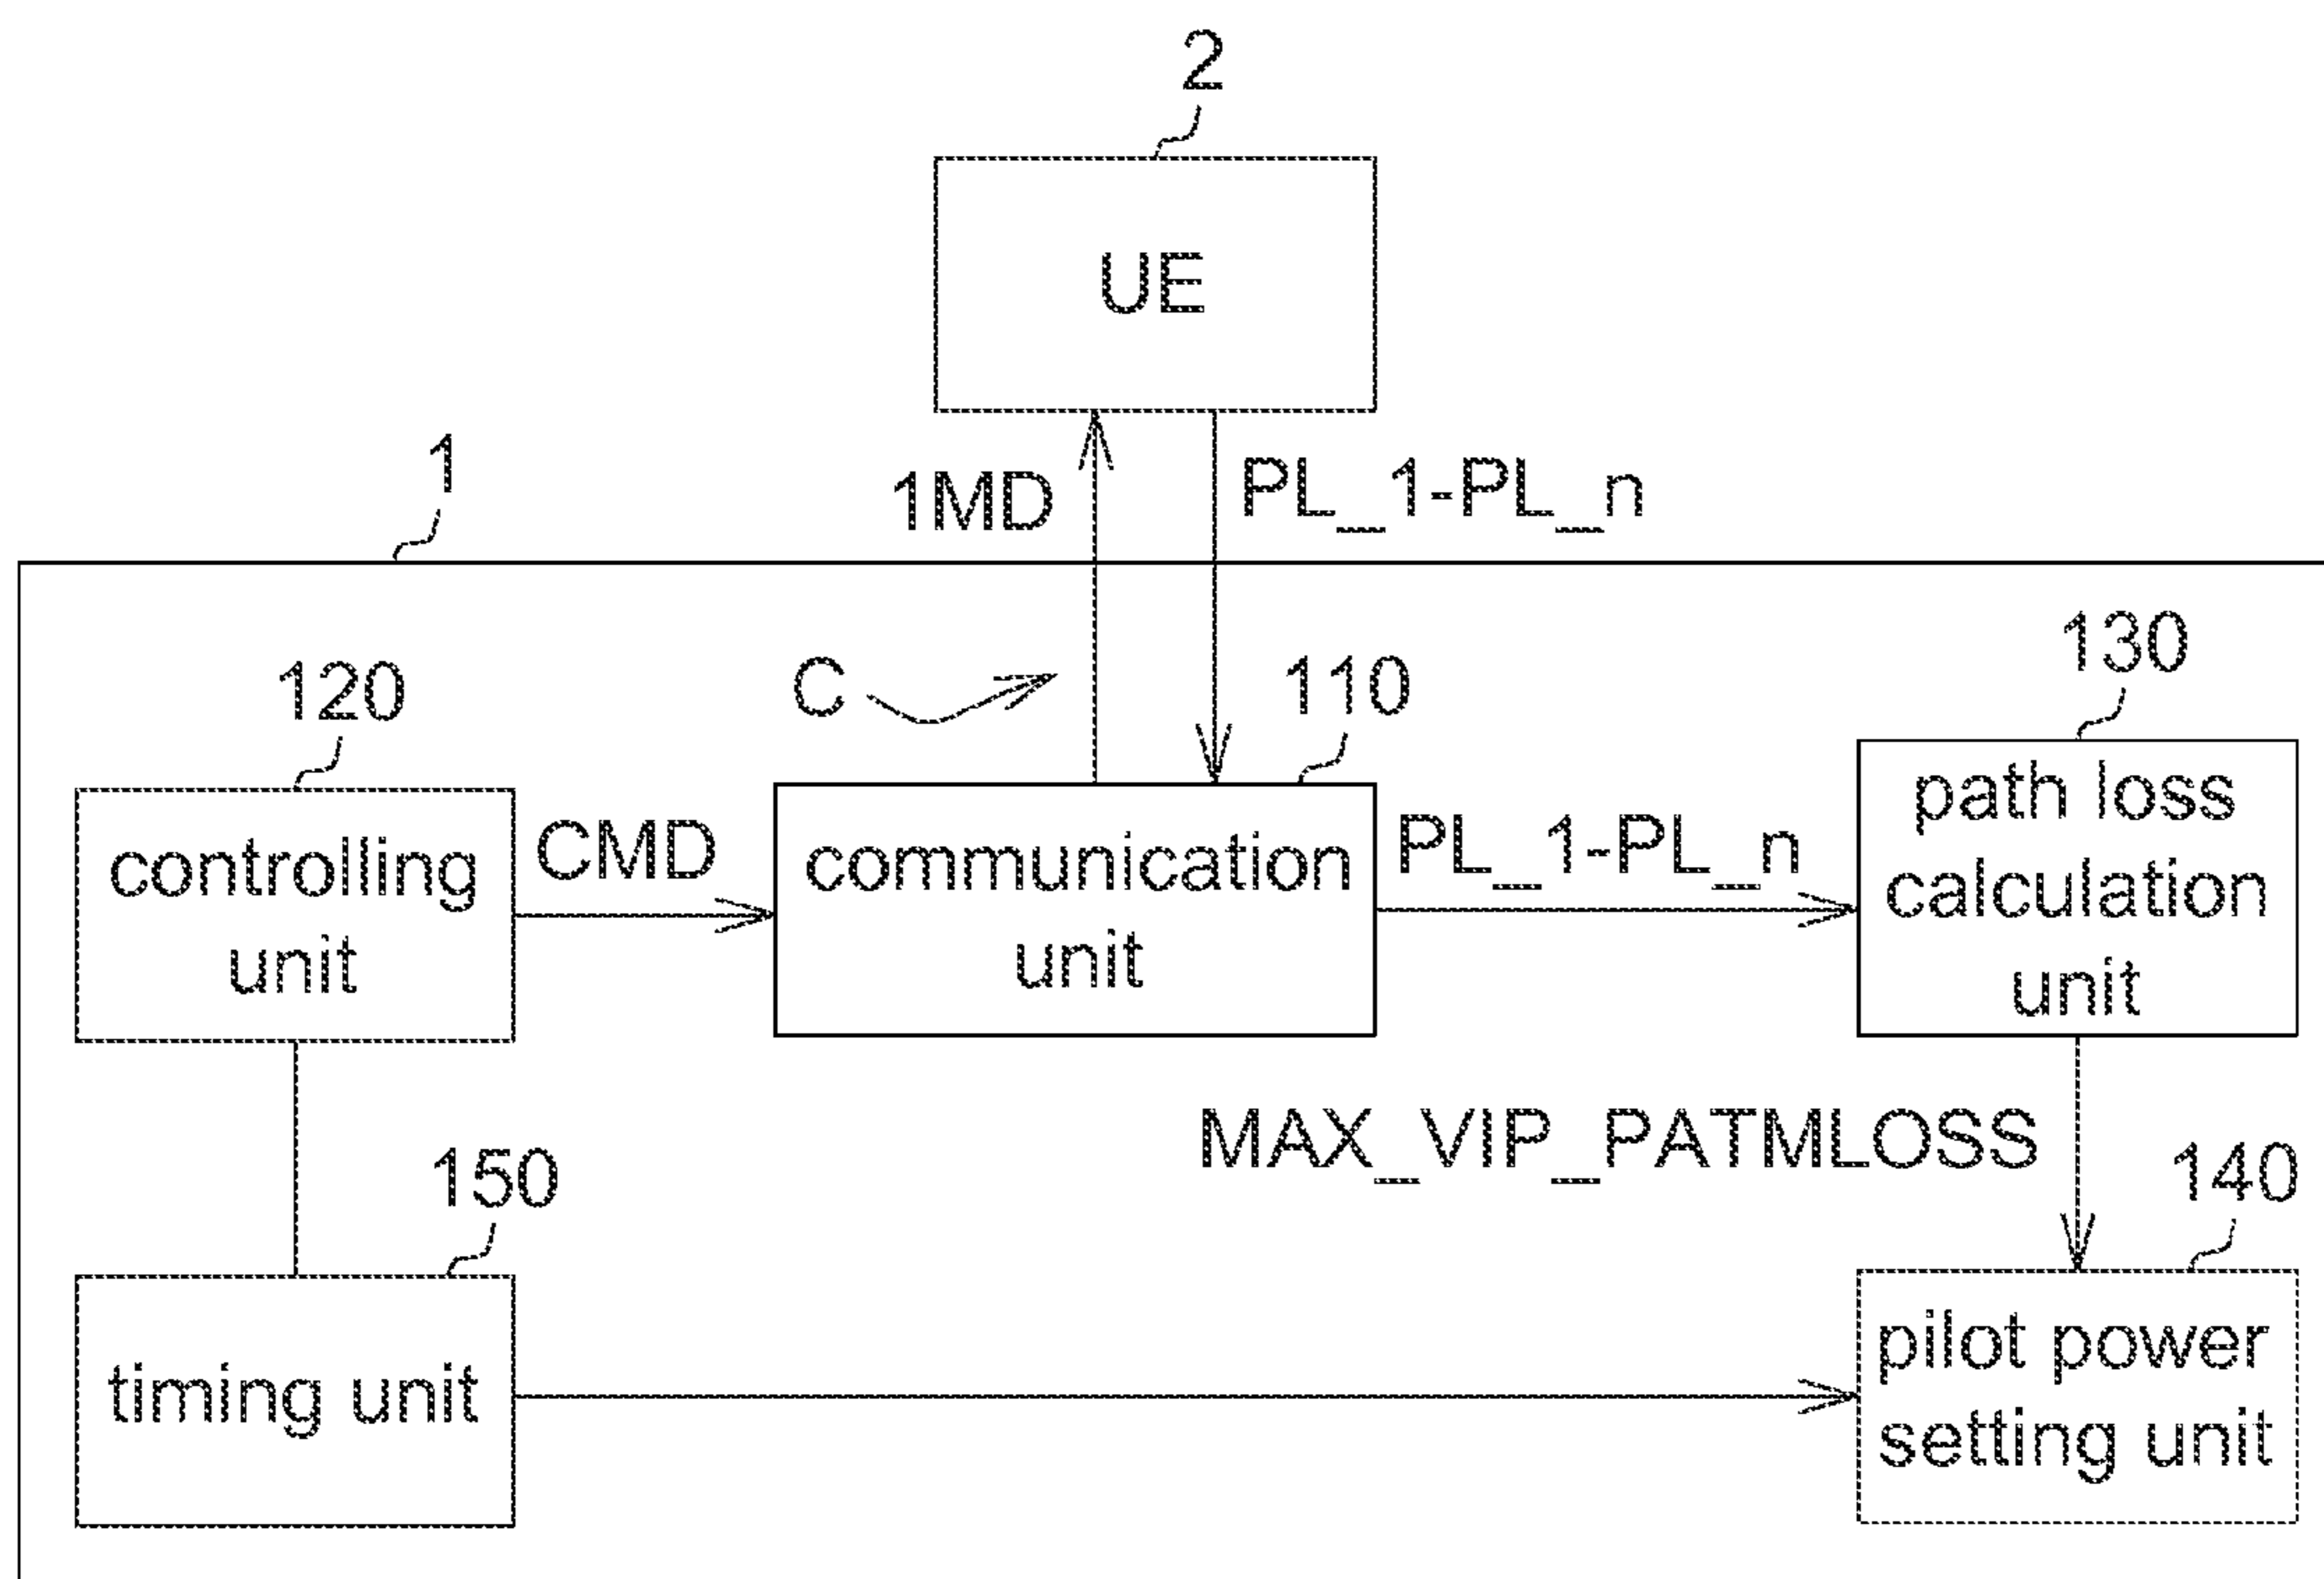 2
UE
1
1MD
PL_1-PL_n
C
110
130
120
controlling
unit
CMD
communication
unit
PL_1-PL_n
path loss
calculation
unit
MAX_VIP_PATMLOSS
150
140
timing unit
pilot power
setting unit